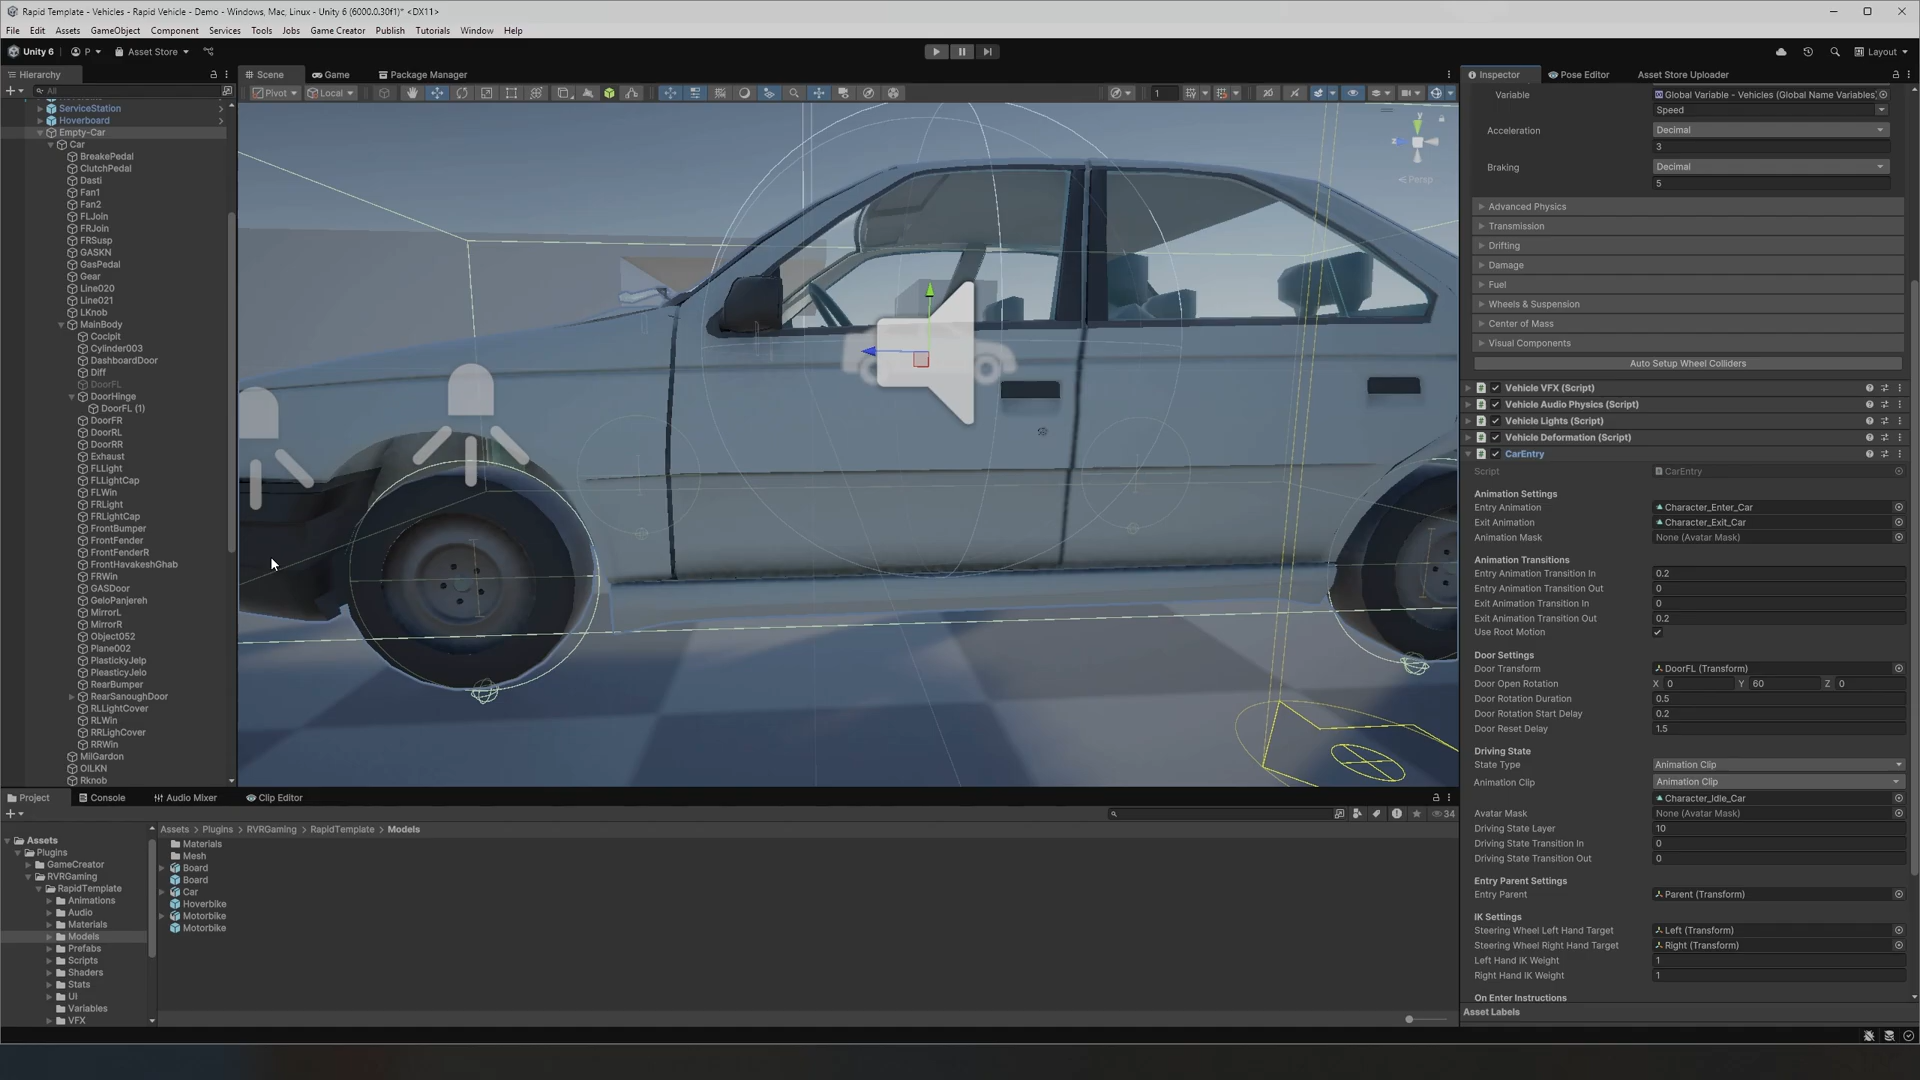 Rapid Template - Vehicles - Rapid Vehicle - Demo - Windows, Mac, Linux - Unity 6 (6000.0.30f1)* <DX11>
File Edit Assets GameObject Component Services Tools Jobs Game Creator Publish Tutorials Window Help
Unity 6 P Asset Store Layout
Hierarchy
Scene Game Package Manager
Inspector Pose Editor Asset Store Uploader
All
Pivot Local 1
ServiceStation
Hoverboard
Empty-Car
Car
BreakePedal
ClutchPedal
Dasti
Fan1
Fan2
FLJoin
FRJoin
FRSusp
GASKN
GasPedal
Gear
Line020
Line021
LKnob
MainBody
Coclpit
Cylinder003
DashboardDoor
Diff
DoorFL
DoorHinge
DoorFL (1)
DoorFR
DoorRL
DoorRR
Exhaust
FLLight
FLLightCap
FLWin
FRLight
FRLightCap
FrontBumper
FrontFender
FrontFenderR
FrontHavakeshGhab
FRWin
GASDoor
GeloPanjereh
MirrorL
MirrorR
Object052
Plane002
PlastickyJelp
PleasticyJelo
RearBumper
RearSanoughDoor
RLLightCover
RLWin
RRLighCover
RRWin
MilGardon
OILKN
Rknob
y
z
Persp
Variable Global Variable - Vehicles (Global Name Variables)
Speed
Acceleration Decimal
3
Braking Decimal
5
Advanced Physics
Transmission
Drifting
Damage
Fuel
Wheels & Suspension
Center of Mass
Visual Components
Auto Setup Wheel Colliders
Vehicle VFX (Script)
Vehicle Audio Physics (Script)
Vehicle Lights (Script)
Vehicle Deformation (Script)
CarEntry
Script CarEntry
Animation Settings
Entry Animation Character_Enter_Car
Exit Animation Character_Exit_Car
Animation Mask None (Avatar Mask)
Animation Transitions
Entry Animation Transition In 0.2
Entry Animation Transition Out 0
Exit Animation Transition In 0
Exit Animation Transition Out 0.2
Use Root Motion
Door Settings
Door Transform DoorFL (Transform)
Door Open Rotation X 0 Y 60 Z 0
Door Rotation Duration 0.5
Door Rotation Start Delay 0.2
Door Reset Delay 1.5
Driving State
State Type Animation Clip
Animation Clip Animation Clip
Character_Idle_Car
Avatar Mask None (Avatar Mask)
Driving State Layer 10
Driving State Transition In 0
Driving State Transition Out 0
Entry Parent Settings
Entry Parent Parent (Transform)
IK Settings
Steering Wheel Left Hand Target Left (Transform)
Steering Wheel Right Hand Target Right (Transform)
Left Hand IK Weight 1
Right Hand IK Weight 1
On Enter Instructions
Asset Labels
Project Console Audio Mixer Clip Editor
34
Assets
Plugins
GameCreator
RVRGaming
RapidTemplate
Animations
Audio
Materials
Models
Prefabs
Scripts
Shaders
Stats
UI
Variables
VFX
Assets > Plugins > RVRGaming > RapidTemplate > Models
Materials
Mesh
Board
Board
Car
Hoverbike
Motorbike
Motorbike